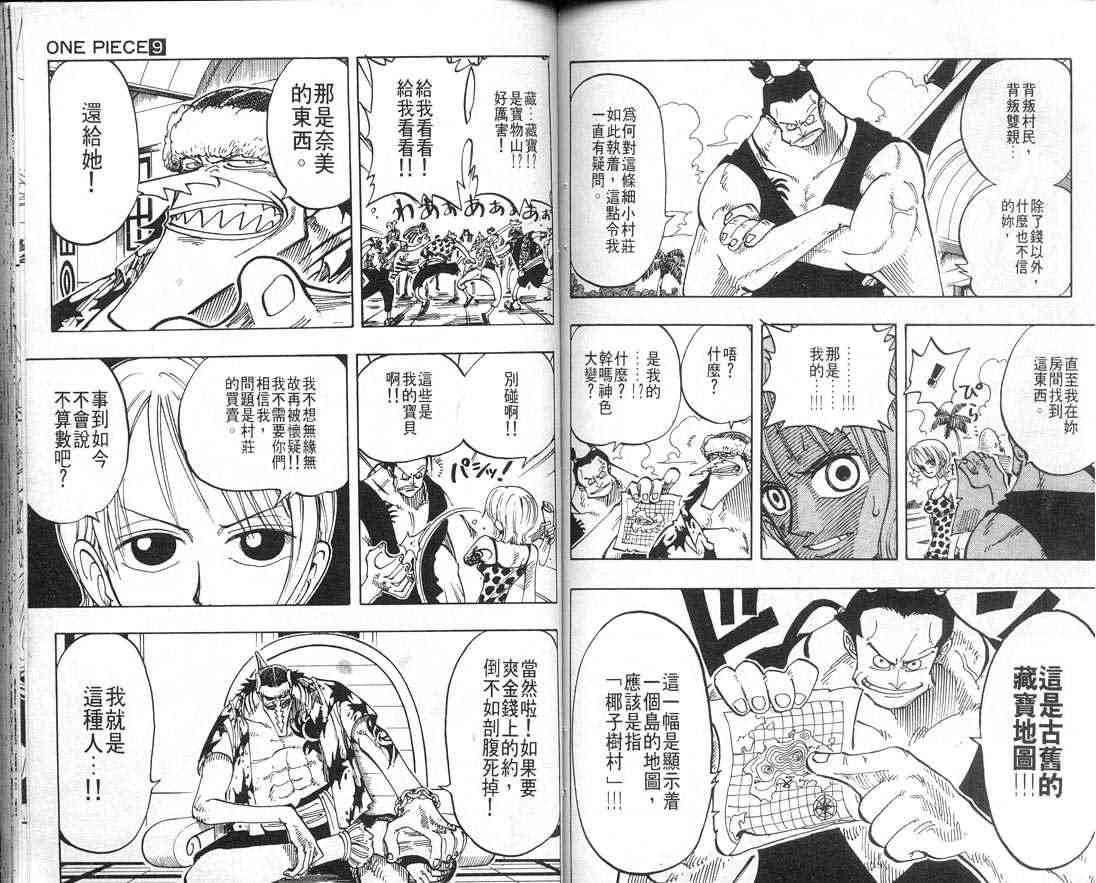 ONE PIECE 9
背叛村民，
背叛雙親…
除了錢以外
什麼也不信
的妳，
爲何對這條細小村莊
如此執着，這點令我
一直有疑問。
直至我在妳
房間找到
這東西。
ぴら
那是………
我的……!!!
唔？
什麼？
是我的
……!?
什麼？
幹嗎神色
大變？
這是古舊的
藏寶地圖!!!
這一幅是顯示着
一個島的地圖，
應該是指
「椰子樹村」!!!
藏…藏寶!?
是寶物山!?
好厲害！
給我看看！
給我看看!!
わあぉ あぁぉ あぉ
那是奈美
的東西。
還給她！
別碰啊!!
這些是
我的寶貝
啊!!
パシッ!
我不想無緣無
故再被懷疑!!
我不需要你們
相信我，
問題是村莊
的買賣。
事到如今
不會說
不算數吧？
當然啦！如果要
爽金錢上的約，
倒不如剖腹死掉！
我就是
這種人…!!